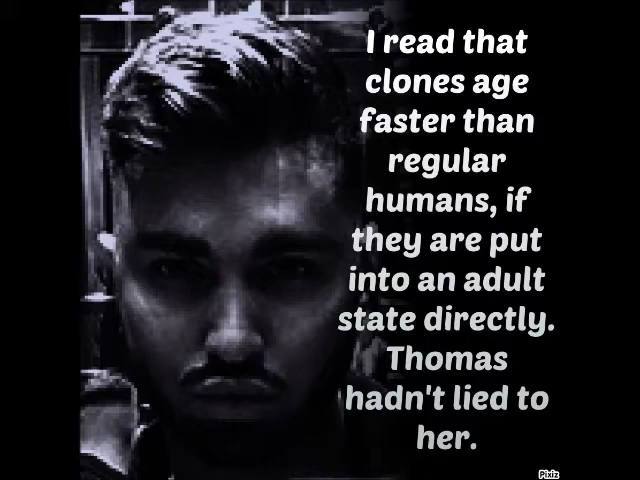 I read that
clones age
faster than
regular
humans, if
they are put
into an adult
state directly.
Thomas
hadn't lied to
her.
Pixiz